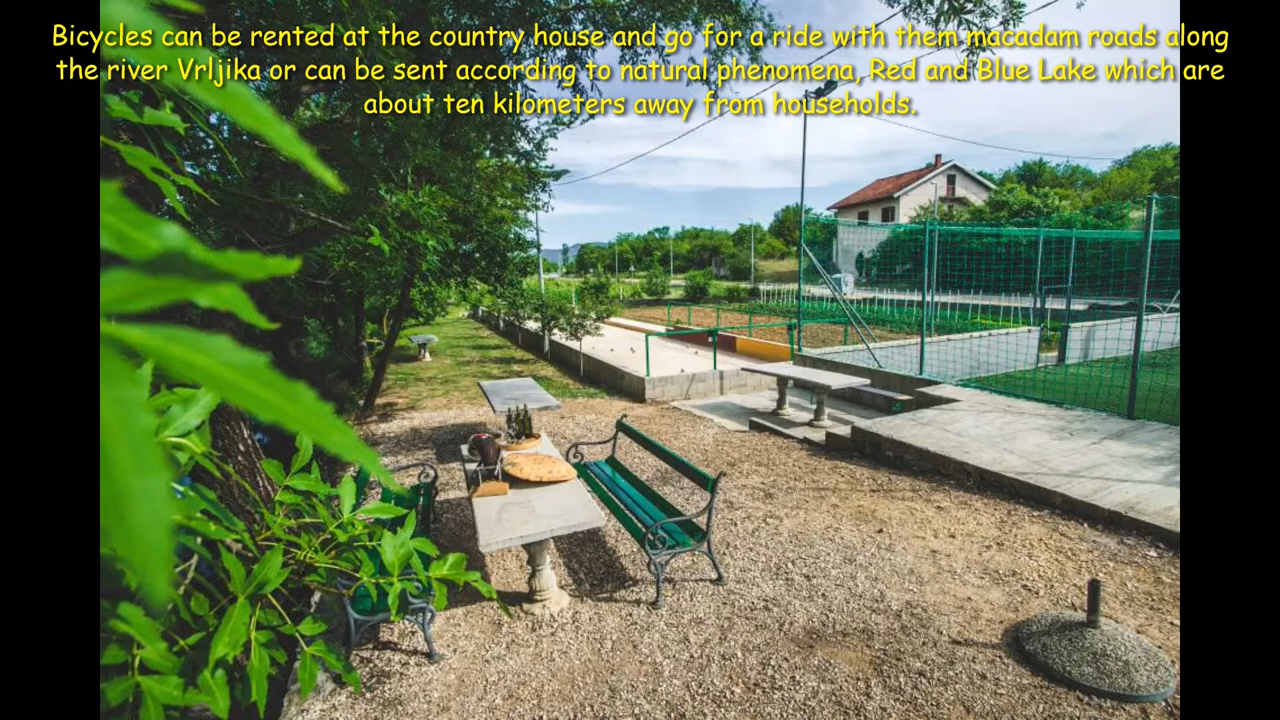 Bicycles can be rented at the country house and go for a ride with them macadam roads along
the river Vrljika or can be sent according to natural phenomena, Red and Blue Lake which are
about ten kilometers away from households.